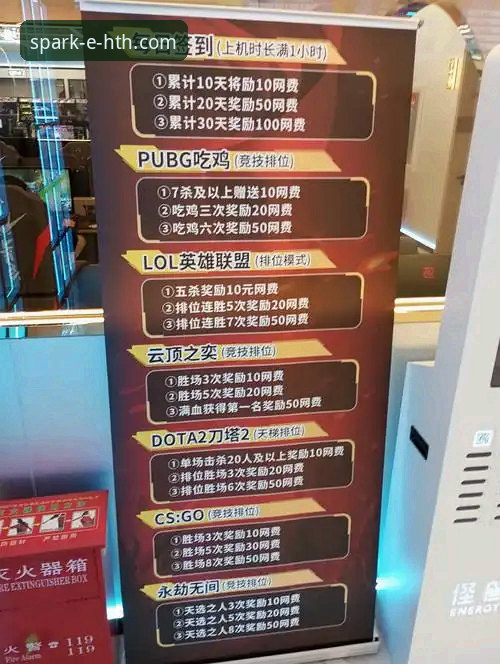 spark-e-hth.com
签到(上机时长满1小时)
①累计10天将励10网费
②累计20天奖励50网费
③累计30天奖励100网费
PUBG吃鸡(竞技排位)
①7杀及以上赠送10网费
②吃鸡三次奖励20网费
③吃鸡六次奖励50网费
LOL英雄联盟(排位模式)
①五杀奖励10元网费
②排位连胜5次奖励20网费
③排位连胜7次奖励50网费
云顶之奕(竞技排位)
①胜场3次奖励10网费
②胜场5次奖励20网费
③满血获得第一名奖励50网费
DOTA2刀塔2(天梯排位)
①单场击杀20人及以上奖励10网费
②排位胜场3次奖励20网费
③排位胜场6次奖励50网费
CS:GO(竞技排位)
①胜场3次奖励10网费
②胜场5次奖励30网费
③胜场8次奖励50网费
永劫无间(竞技排位)
①天选之人3次奖励10网费
②天选之人5次奖励20网费
③天选之人8次奖励50网费
灭火器箱
FIRE EXTINGUISHER BOX
火警 ☎ 119
Fire Alarm 119
ENERGY